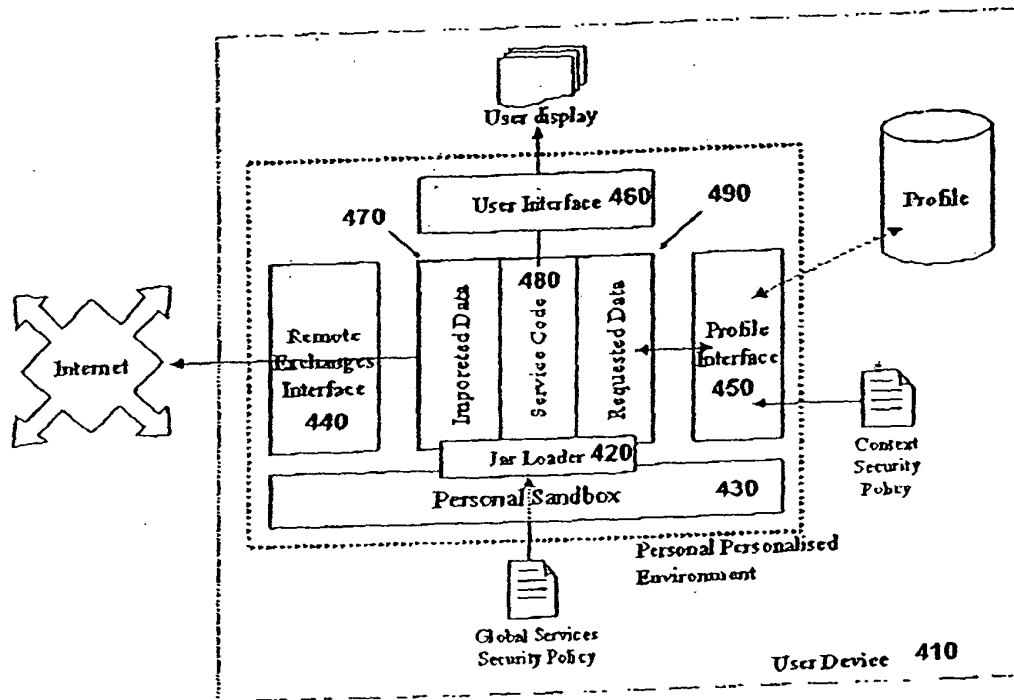 User display
User Interface 460
470
490
Profile
480
Imporeted Data
Service Code
Requested Data
Remote
Exchanges
Interface
440
Profile
Interface
450
Internet
Jar Loader 420
Personal Sandbox 430
Context
Security
Policy
Personal Personalised
Environment
Global Services
Security Policy
User Device 410